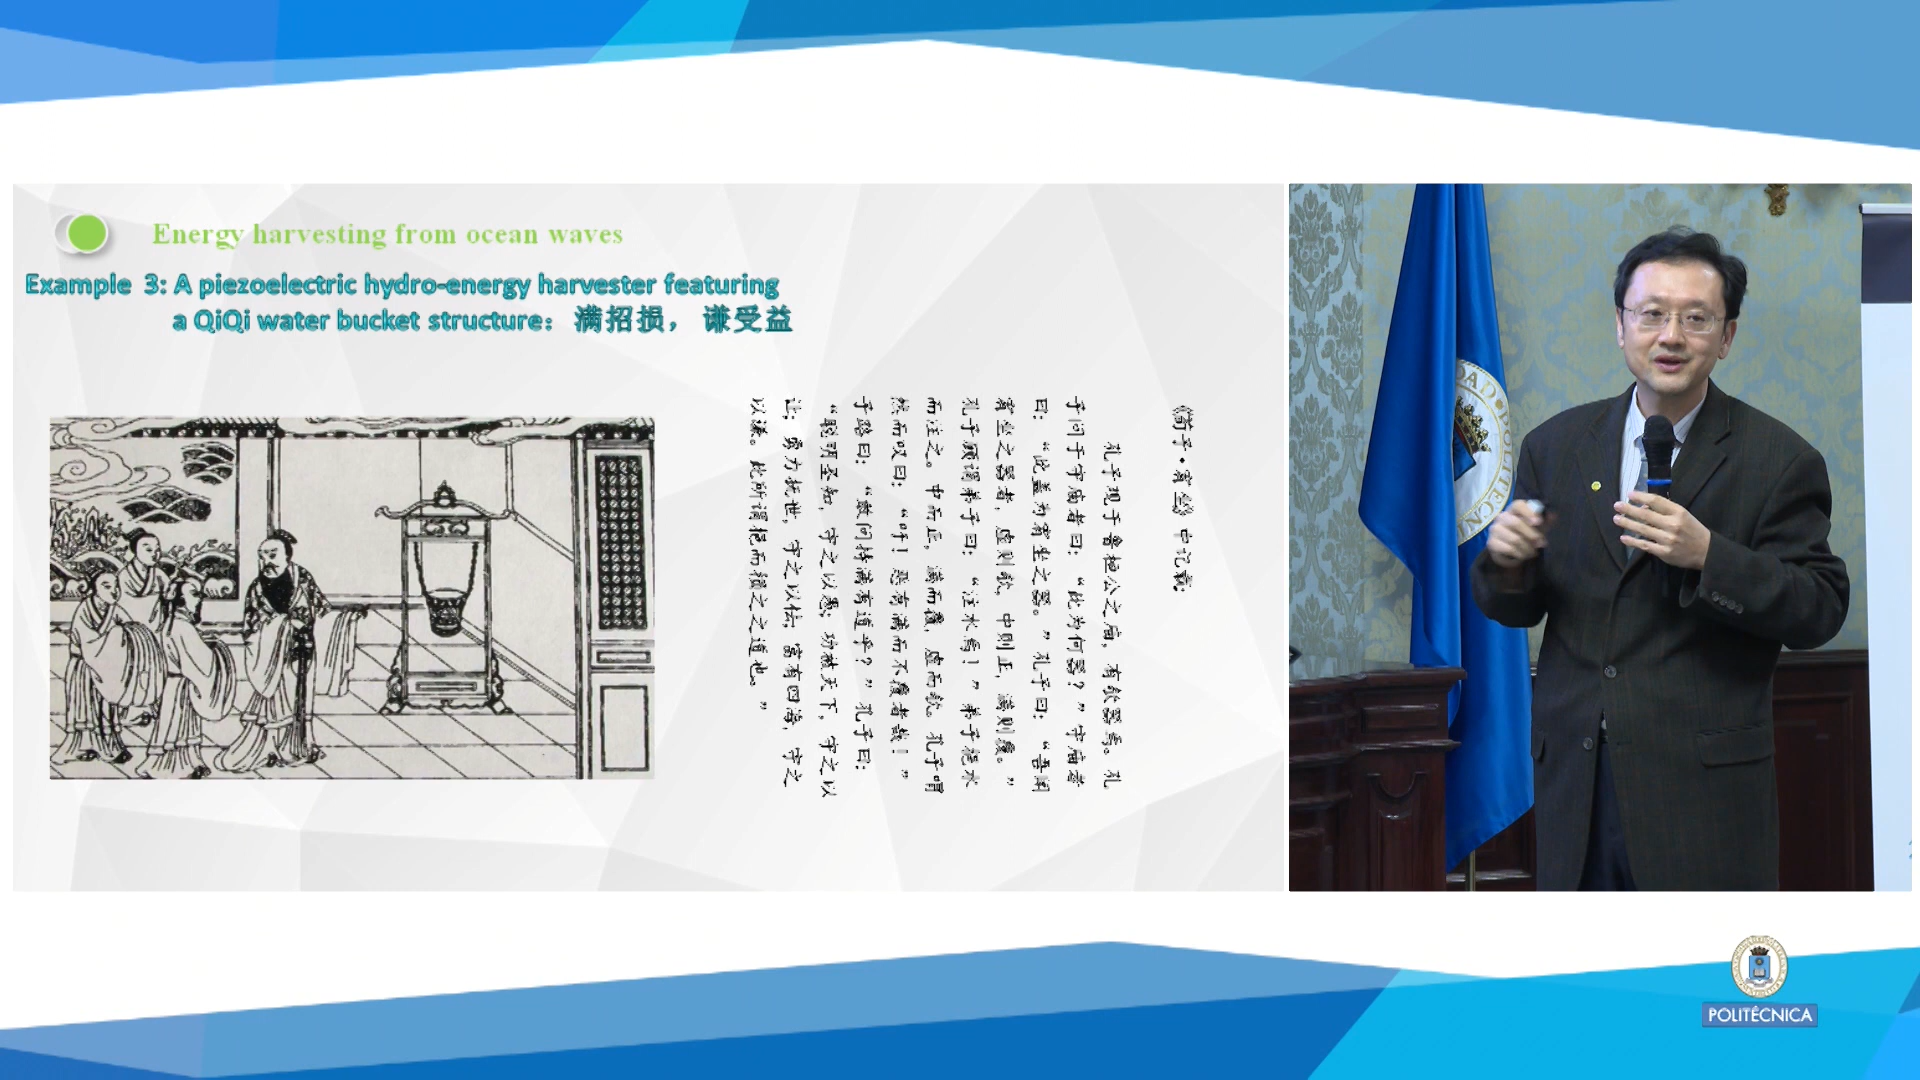 Energy harvesting from ocean waves
Example 3: A piezoelectric hydro-energy harvester featuring
a QiQi water bucket structure： 满招损， 谦受益
《荀子·宥坐》中记载：
孔子观于鲁桓公之庙，有欹器焉。孔
子问于守庙者曰：“此为何器？”守庙者
曰：“此盖为宥坐之器。”孔子曰：“吾闻
宥坐之器者，虚则欹，中则正，满则覆。”
孔子顾谓弟子曰：“注水焉！”弟子挹水
而注之。中而正，满而覆，虚而欹。孔子喟
然而叹曰：“吁！恶有满而不覆者哉！”
子路曰：“敢问持满有道乎？”孔子曰：
“聪明圣知，守之以愚；功被天下，守之以
让；勇力抚世，守之以怯；富有四海，守之
以谦。此所谓挹而损之之道也。”
POLITÉCNICA